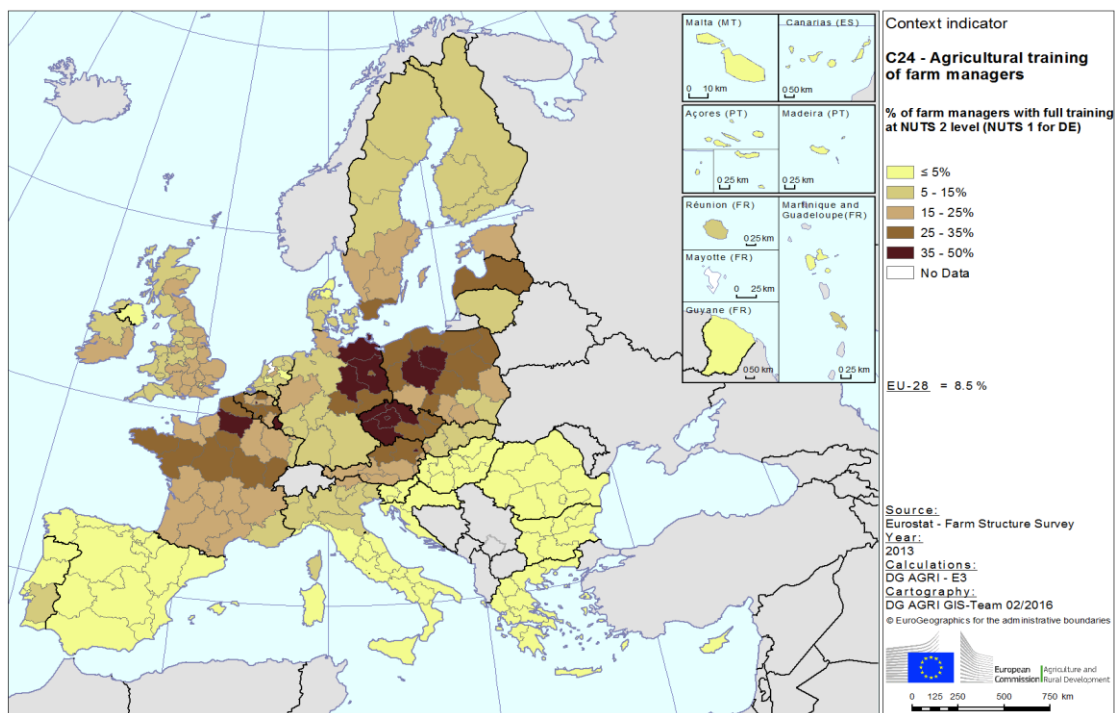 Malta (MT)
0 10 km
Canarias (ES)
0 50 km
Açores (PT)
0 25 km
Madeira (PT)
0 25 km
Réunion (FR)
0 25 km
Martinique and
Guadeloupe(FR)
0 25 km
Mayotte (FR)
0 25 km
Guyane (FR)
0 50 km
Context indicator
C24 - Agricultural training
of farm managers
% of farm managers with full training
at NUTS 2 level (NUTS 1 for DE)
≤ 5%
5 - 15%
15 - 25%
25 - 35%
35 - 50%
No Data
EU-28 = 8.5 %
Source:
Eurostat - Farm Structure Survey
Year:
2013
Calculations:
DG AGRI - E3
Cartography:
DG AGRI GIS-Team 02/2016
© EuroGeographics for the administrative boundaries
European
Commission
Agriculture and
Rural Development
0 125 250 500 750 km